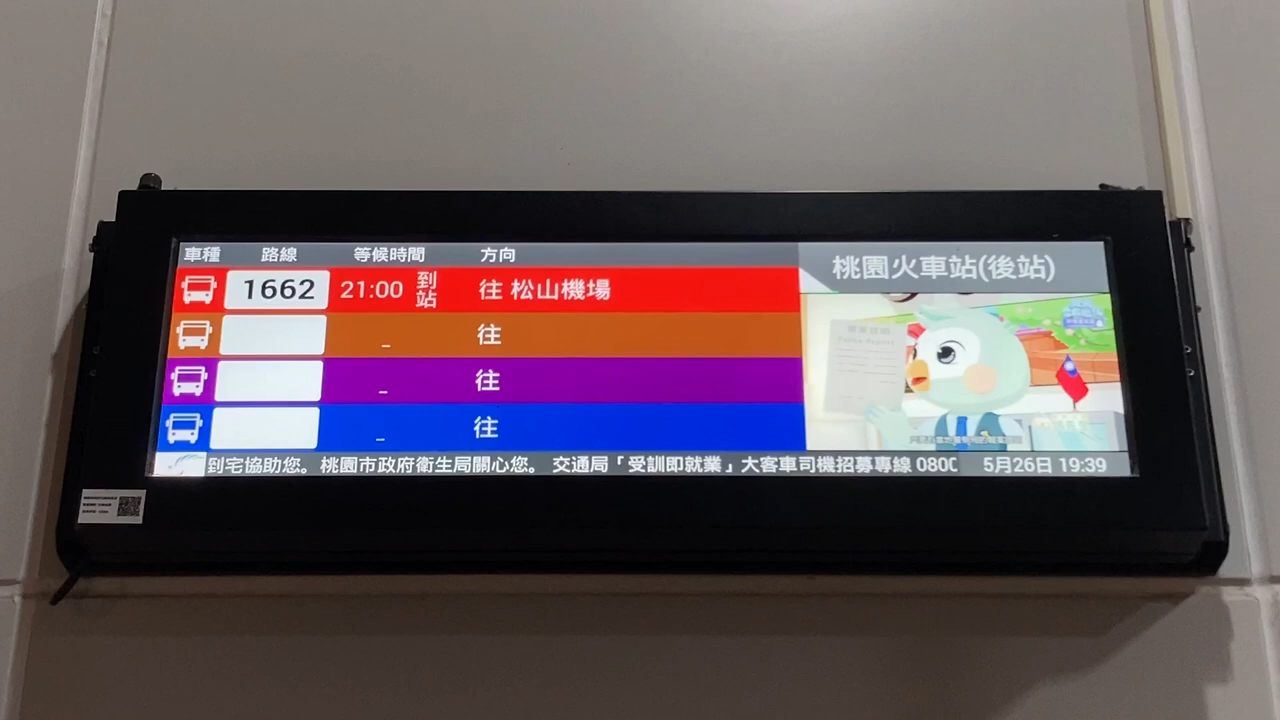 車種 路線 等候時間 方向
桃園火車站(後站)
1662 21:00 到站 往 松山機場
_ 往
_ 往
_ 往
到宅協助您。桃園市政府衛生局關心您。 交通局「受訓即就業」大客車司機招募專線 080 5月26日 19:39